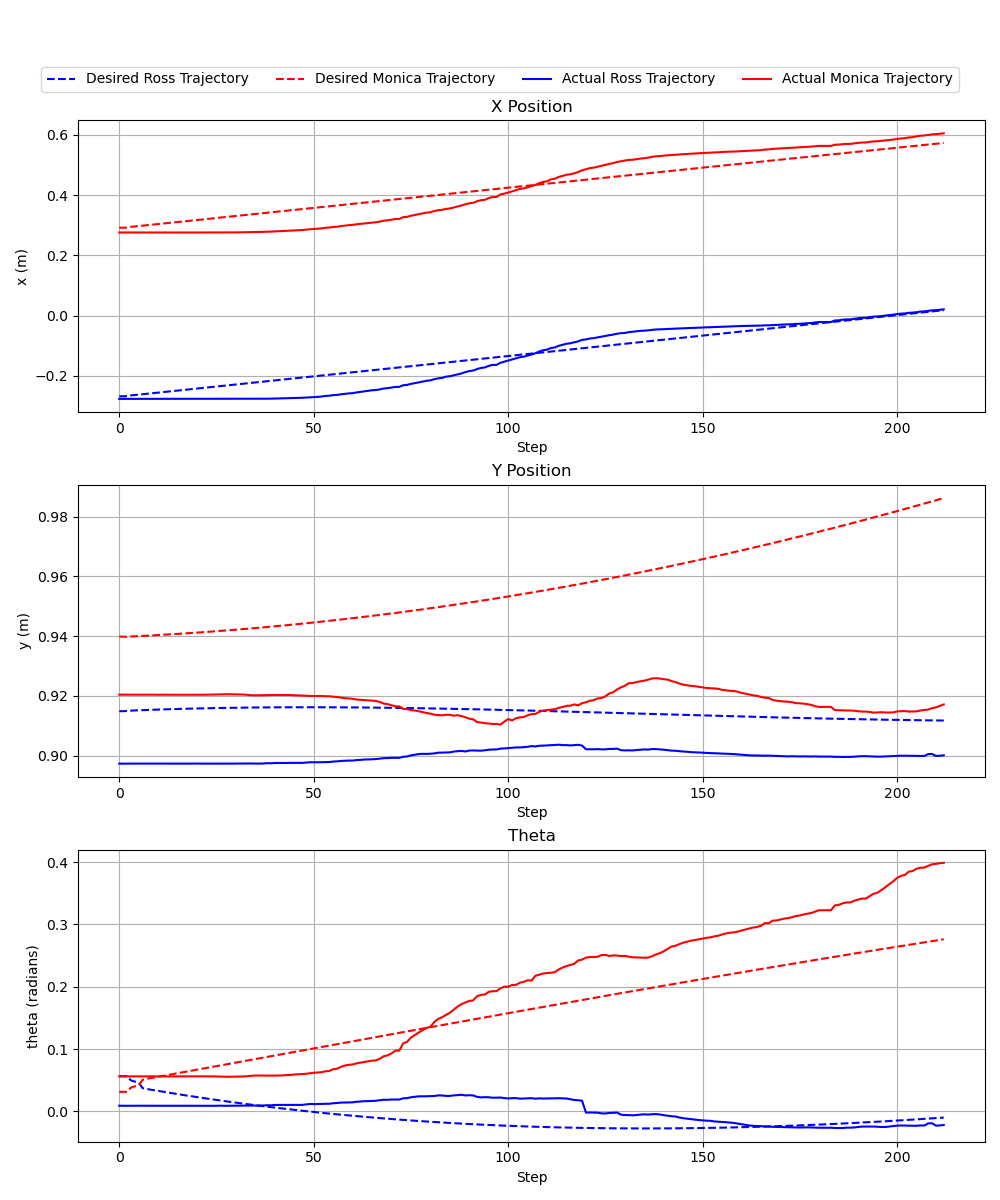 Desired Ross Trajectory Desired Monica Trajectory Actual Ross Trajectory Actual Monica Trajectory
X Position
0.6
0.4
0.2
0.0
−0.2
x (m)
0 50 100 150 200
Step
Y Position
0.98
0.96
0.94
0.92
0.90
y (m)
0 50 100 150 200
Step
Theta
0.4
0.3
0.2
0.1
0.0
theta (radians)
0 50 100 150 200
Step